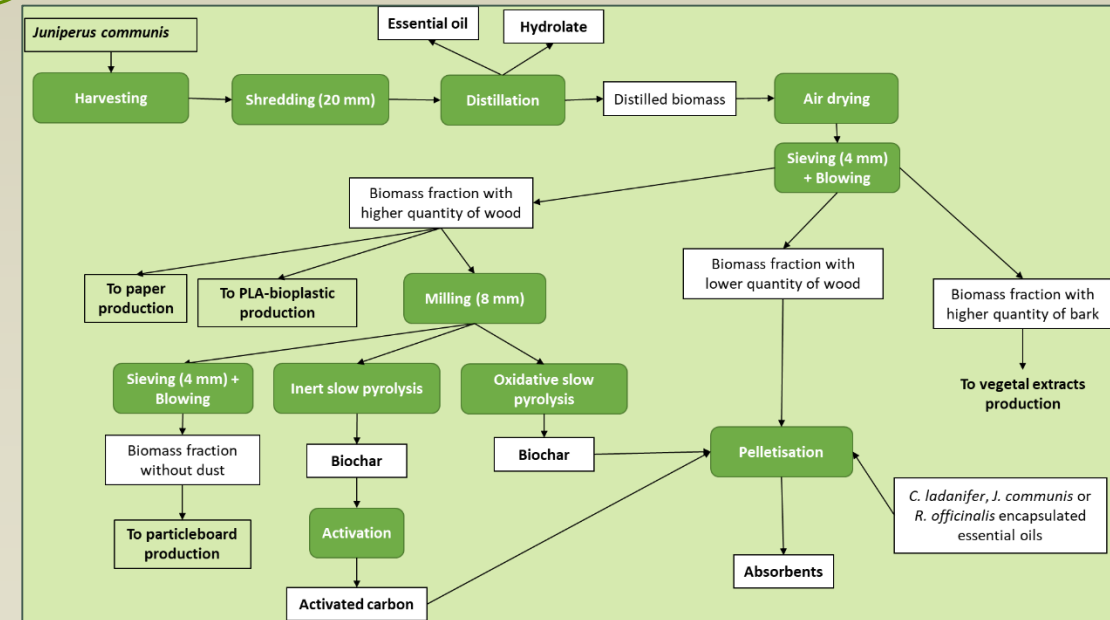 Juniperus communis
Essential oil
Hydrolate
Harvesting
Shredding (20 mm)
Distillation
Distilled biomass
Air drying
Sieving (4 mm)
+ Blowing
Biomass fraction with
higher quantity of wood
To paper
production
To PLA-bioplastic
production
Milling (8 mm)
Biomass fraction with
lower quantity of wood
Biomass fraction with
higher quantity of bark
Sieving (4 mm) +
Blowing
Inert slow pyrolysis
Oxidative slow
pyrolysis
To vegetal extracts
production
Biomass fraction
without dust
Biochar
Biochar
Pelletisation
To particleboard
production
Activation
C. ladanifer, J. communis or
R. officinalis encapsulated
essential oils
Activated carbon
Absorbents